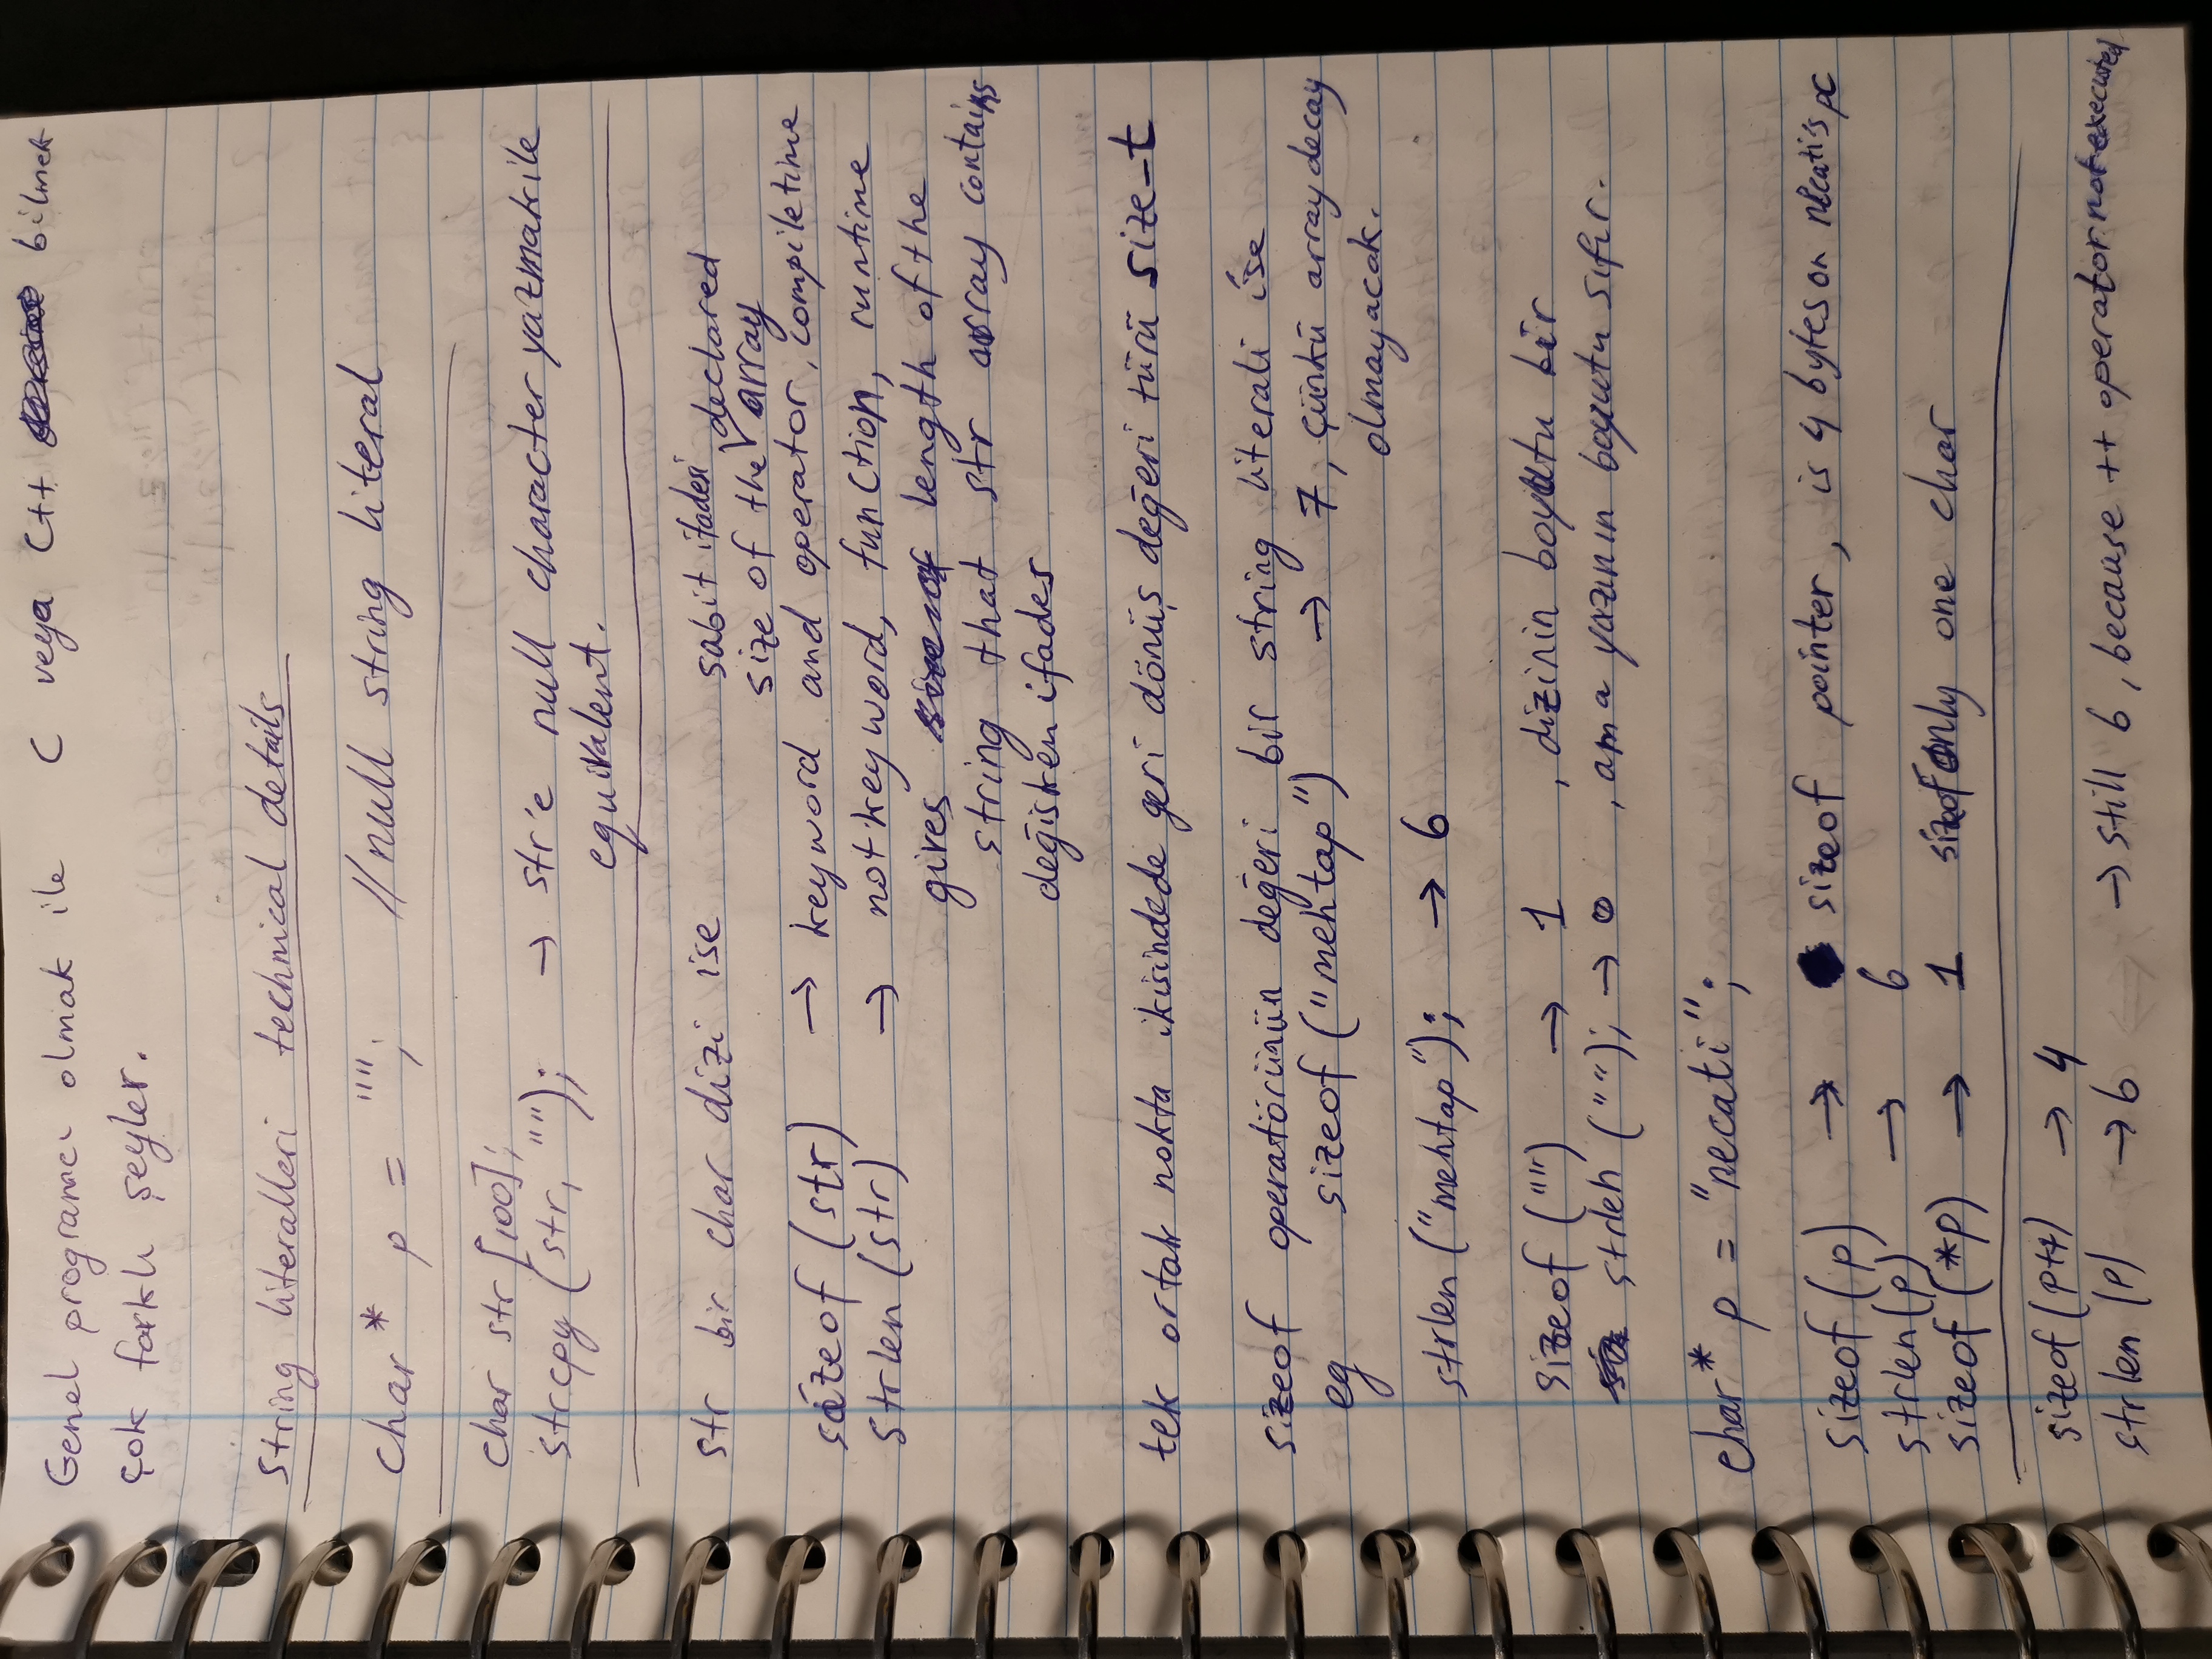 Genel programcı olmak ile C veya C++ bilmek
çok farklı şeyler.
String literalleri technical details
char* p = ""; //null string literal
char str [100];
strcpy (str, ""); → str'e null character yazmak ile
equivalent.
str bir char dizi ise sabit ifadesi declared
size of the array
sizeof (str) → keyword and operator, compile time
strlen (str) → not keyword, function, runtime
gives length of the
string that str array contains
değişken ifades
tek ortak nokta ikisindede geri dönüş değeri türü size_t
sizeof operatörünün değeri bir string literali ise
eg sizeof ("mehtap") → 7, çünkü array decay
olmayacak.
strlen ("mehtap"); → 6
sizeof ("") → 1 , dizinin boyutu bir
strlen (""); → 0 , ama yazının boyutu sıfır.
char* p = "necati";
sizeof (p) → sizeof pointer, is 4 bytes on necati's pc
strlen(p) → 6
sizeof (*p) → 1 sizeof only one char
sizeof (p++) → 4
strlen (p) → 6 → still 6, because ++ operator not executed